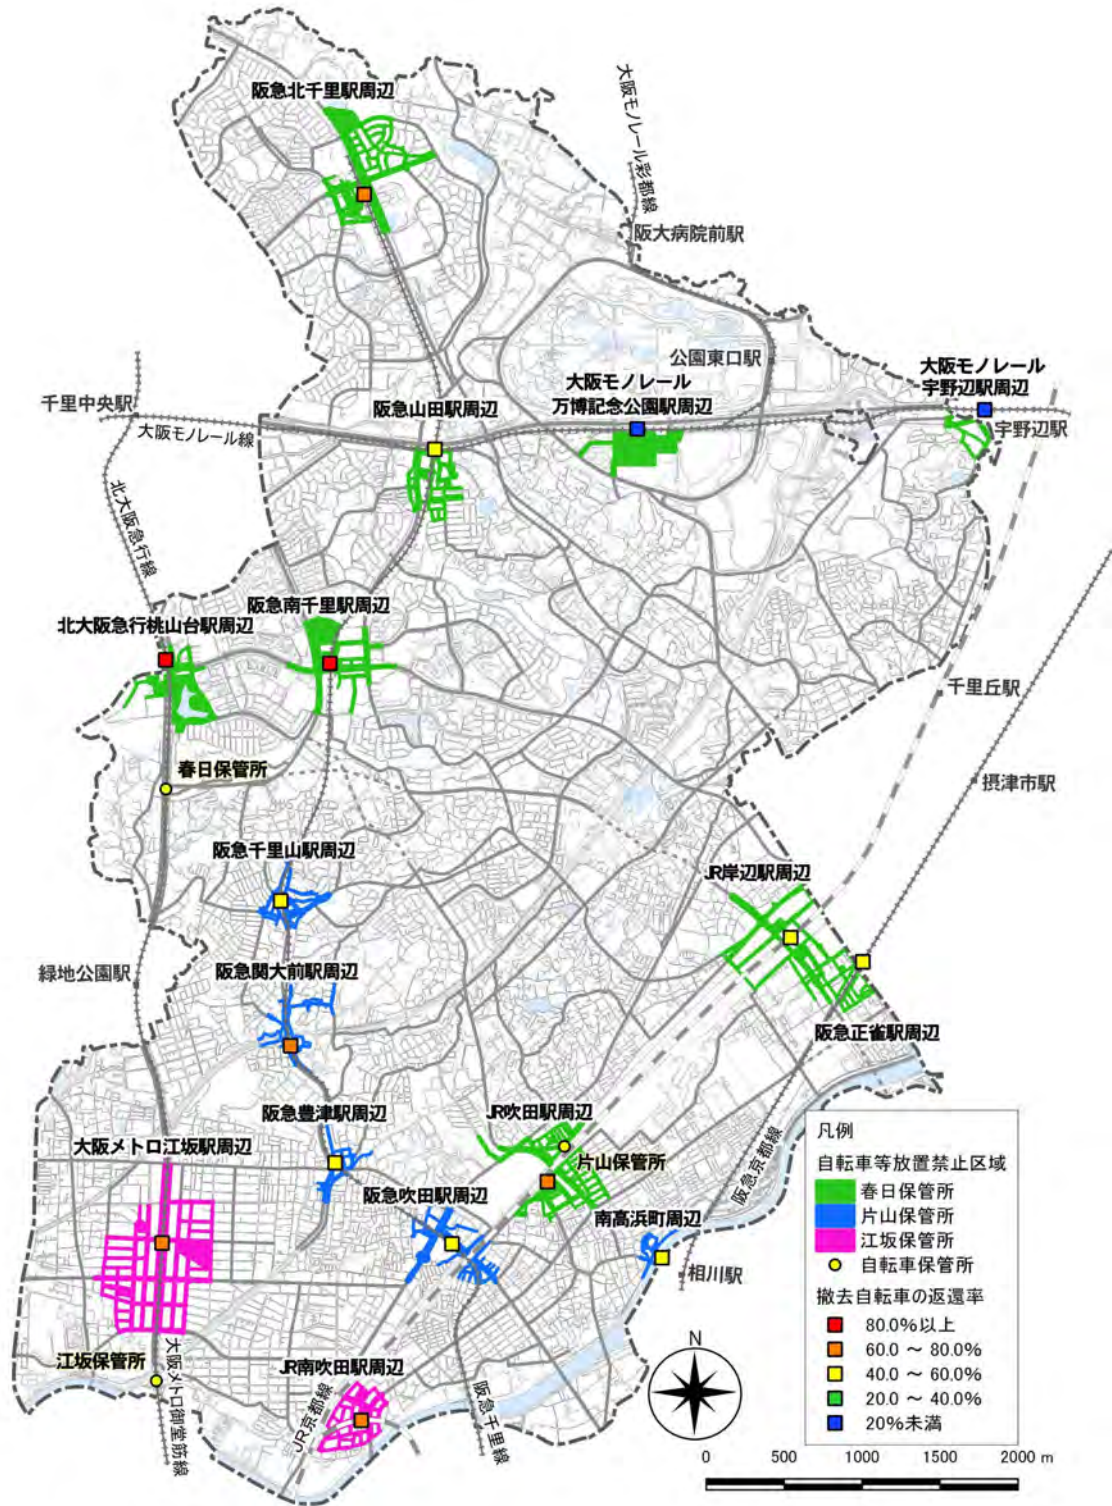 阪急北千里駅周辺
大阪モノレール彩都線
阪大病院前駅
公園東口駅
大阪モノレール
宇野辺駅周辺
大阪モノレール
万博記念公園駅周辺
千里中央駅
阪急山田駅周辺
宇野辺駅
大阪モノレール線
北大阪急行線
阪急南千里駅周辺
北大阪急行桃山台駅周辺
千里丘駅
春日保管所
摂津市駅
阪急千里山駅周辺
JR岸辺駅周辺
緑地公園駅
阪急関大前駅周辺
阪急正雀駅周辺
阪急豊津駅周辺
JR吹田駅周辺
大阪メトロ江坂駅周辺
片山保管所
阪急京都線
阪急吹田駅周辺
南高浜町周辺
相川駅
江坂保管所
大阪メトロ御堂筋線
JR南吹田駅周辺
JR京都線
阪急千里線
凡例
自転車等放置禁止区域
春日保管所
片山保管所
江坂保管所
自転車保管所
撤去自転車の返還率
80.0%以上
60.0 ～ 80.0%
40.0 ～ 60.0%
20.0 ～ 40.0%
20%未満
N
0 500 1000 1500 2000 m